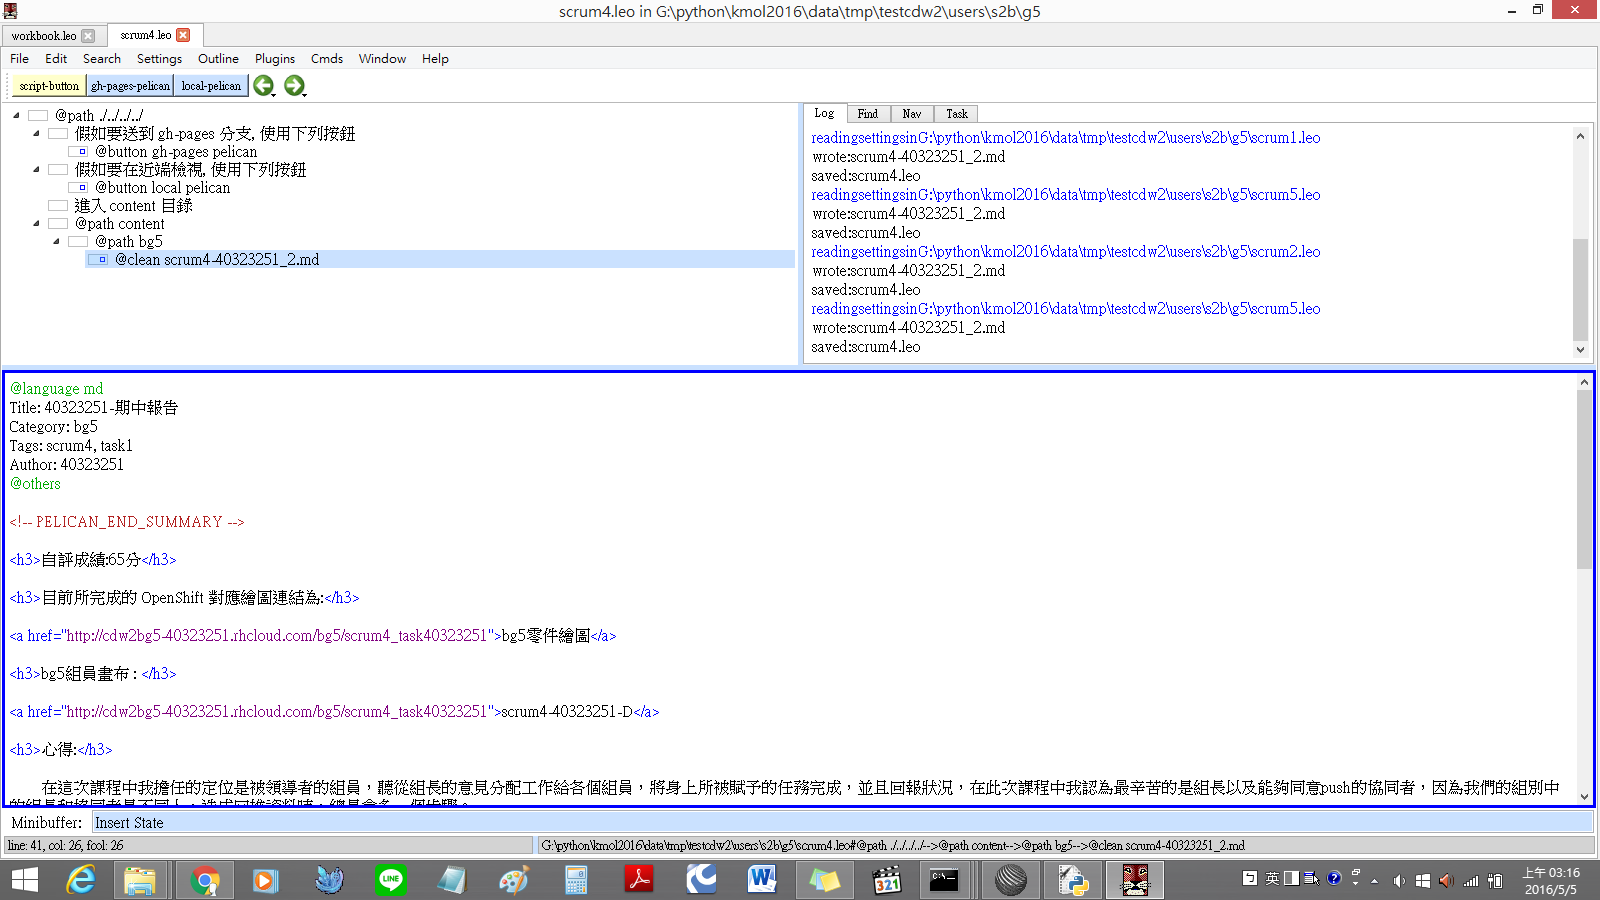 scrum4.leo in G:\python\kmol2016\data\tmp\testcdw2\users\s2b\g5
workbook.leo
scrum4.leo
File Edit Search Settings Outline Plugins Cmds Window Help
script-button gh-pages-pelican local-pelican
@path ./../../../
假如要送到 gh-pages 分支, 使用下列按鈕
@button gh-pages pelican
假如要在近端檢視, 使用下列按鈕
@button local pelican
進入 content 目錄
@path content
@path bg5
@clean scrum4-40323251_2.md
Log Find Nav Task
readingsettingsinG:\python\kmol2016\data\tmp\testcdw2\users\s2b\g5\scrum1.leo
wrote:scrum4-40323251_2.md
saved:scrum4.leo
readingsettingsinG:\python\kmol2016\data\tmp\testcdw2\users\s2b\g5\scrum5.leo
wrote:scrum4-40323251_2.md
saved:scrum4.leo
readingsettingsinG:\python\kmol2016\data\tmp\testcdw2\users\s2b\g5\scrum2.leo
wrote:scrum4-40323251_2.md
saved:scrum4.leo
readingsettingsinG:\python\kmol2016\data\tmp\testcdw2\users\s2b\g5\scrum5.leo
wrote:scrum4-40323251_2.md
saved:scrum4.leo
@language md
Title: 40323251-期中報告
Category: bg5
Tags: scrum4, task1
Author: 40323251
@others
<!-- PELICAN_END_SUMMARY -->
<h3>自評成績:65分</h3>
<h3>目前所完成的 OpenShift 對應繪圖連結為:</h3>
<a href="http://cdw2bg5-40323251.rhcloud.com/bg5/scrum4_task40323251">bg5零件繪圖</a>
<h3>bg5組員畫布 : </h3>
<a href="http://cdw2bg5-40323251.rhcloud.com/bg5/scrum4_task40323251">scrum4-40323251-D</a>
<h3>心得:</h3>
在這次課程中我擔任的定位是被領導者的組員，聽從組長的意見分配工作給各個組員，將身上所被賦予的任務完成，並且回報狀況，在此次課程中我認為最辛苦的是組長以及能夠同意push的協同者，因為我們的組別中
Minibuffer: Insert State
line: 41, col: 26, fcol: 26
G:\python\kmol2016\data\tmp\testcdw2\users\s2b\g5\scrum4.leo#@path ./../../../-->@path content-->@path bg5-->@clean scrum4-40323251_2.md
LINE
321
C:\
英
上午 03:16
2016/5/5